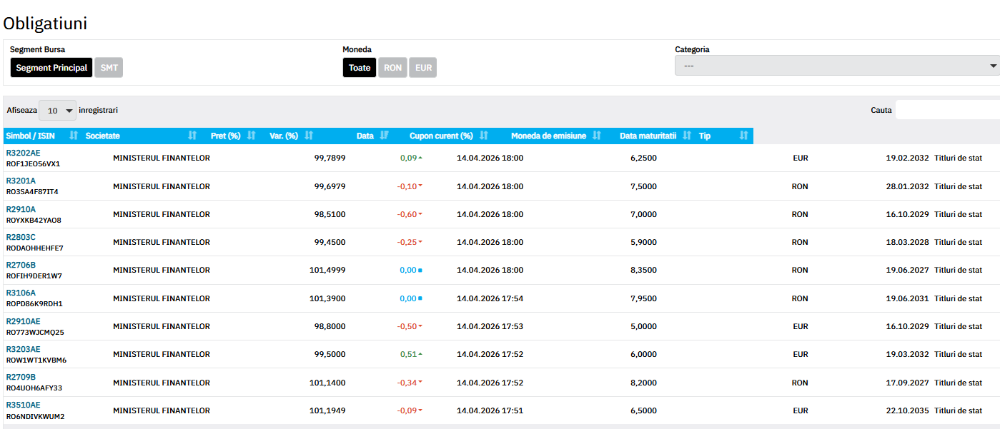 Obligatiuni
Segment Bursa Moneda Categoria
Segment Principal SMT Toate RON EUR ---
Afiseaza 10 inregistrari Cauta
Simbol / ISIN Societate Pret (%) Var. (%) Data Cupon curent (%) Moneda de emisiune Data maturitatii Tip
R3202AE
ROF1JEO56VX1 MINISTERUL FINANTELOR 99,7899 0,09 14.04.2026 18:00 6,2500 EUR 19.02.2032 Titluri de stat
R3201A
RO3SA4F87IT4 MINISTERUL FINANTELOR 99,6979 -0,10 14.04.2026 18:00 7,5000 RON 28.01.2032 Titluri de stat
R2910A
ROYXKB42YAO8 MINISTERUL FINANTELOR 98,5100 -0,60 14.04.2026 18:00 7,0000 RON 16.10.2029 Titluri de stat
R2803C
RODAOHHEHFE7 MINISTERUL FINANTELOR 99,4500 -0,25 14.04.2026 18:00 5,9000 RON 18.03.2028 Titluri de stat
R2706B
ROFIH9DER1W7 MINISTERUL FINANTELOR 101,4999 0,00 14.04.2026 18:00 8,3500 RON 19.06.2027 Titluri de stat
R3106A
ROPD86K9RDH1 MINISTERUL FINANTELOR 101,3900 0,00 14.04.2026 17:54 7,9500 RON 19.06.2031 Titluri de stat
R2910AE
RO773WJCMQ25 MINISTERUL FINANTELOR 98,8000 -0,50 14.04.2026 17:53 5,0000 EUR 16.10.2029 Titluri de stat
R3203AE
ROW1WT1KVBM6 MINISTERUL FINANTELOR 99,5000 0,51 14.04.2026 17:52 6,0000 EUR 19.03.2032 Titluri de stat
R2709B
RO4UOH6AFY33 MINISTERUL FINANTELOR 101,1400 -0,34 14.04.2026 17:52 8,2000 RON 17.09.2027 Titluri de stat
R3510AE
RO6NDIVKWUM2 MINISTERUL FINANTELOR 101,1949 -0,09 14.04.2026 17:51 6,5000 EUR 22.10.2035 Titluri de stat